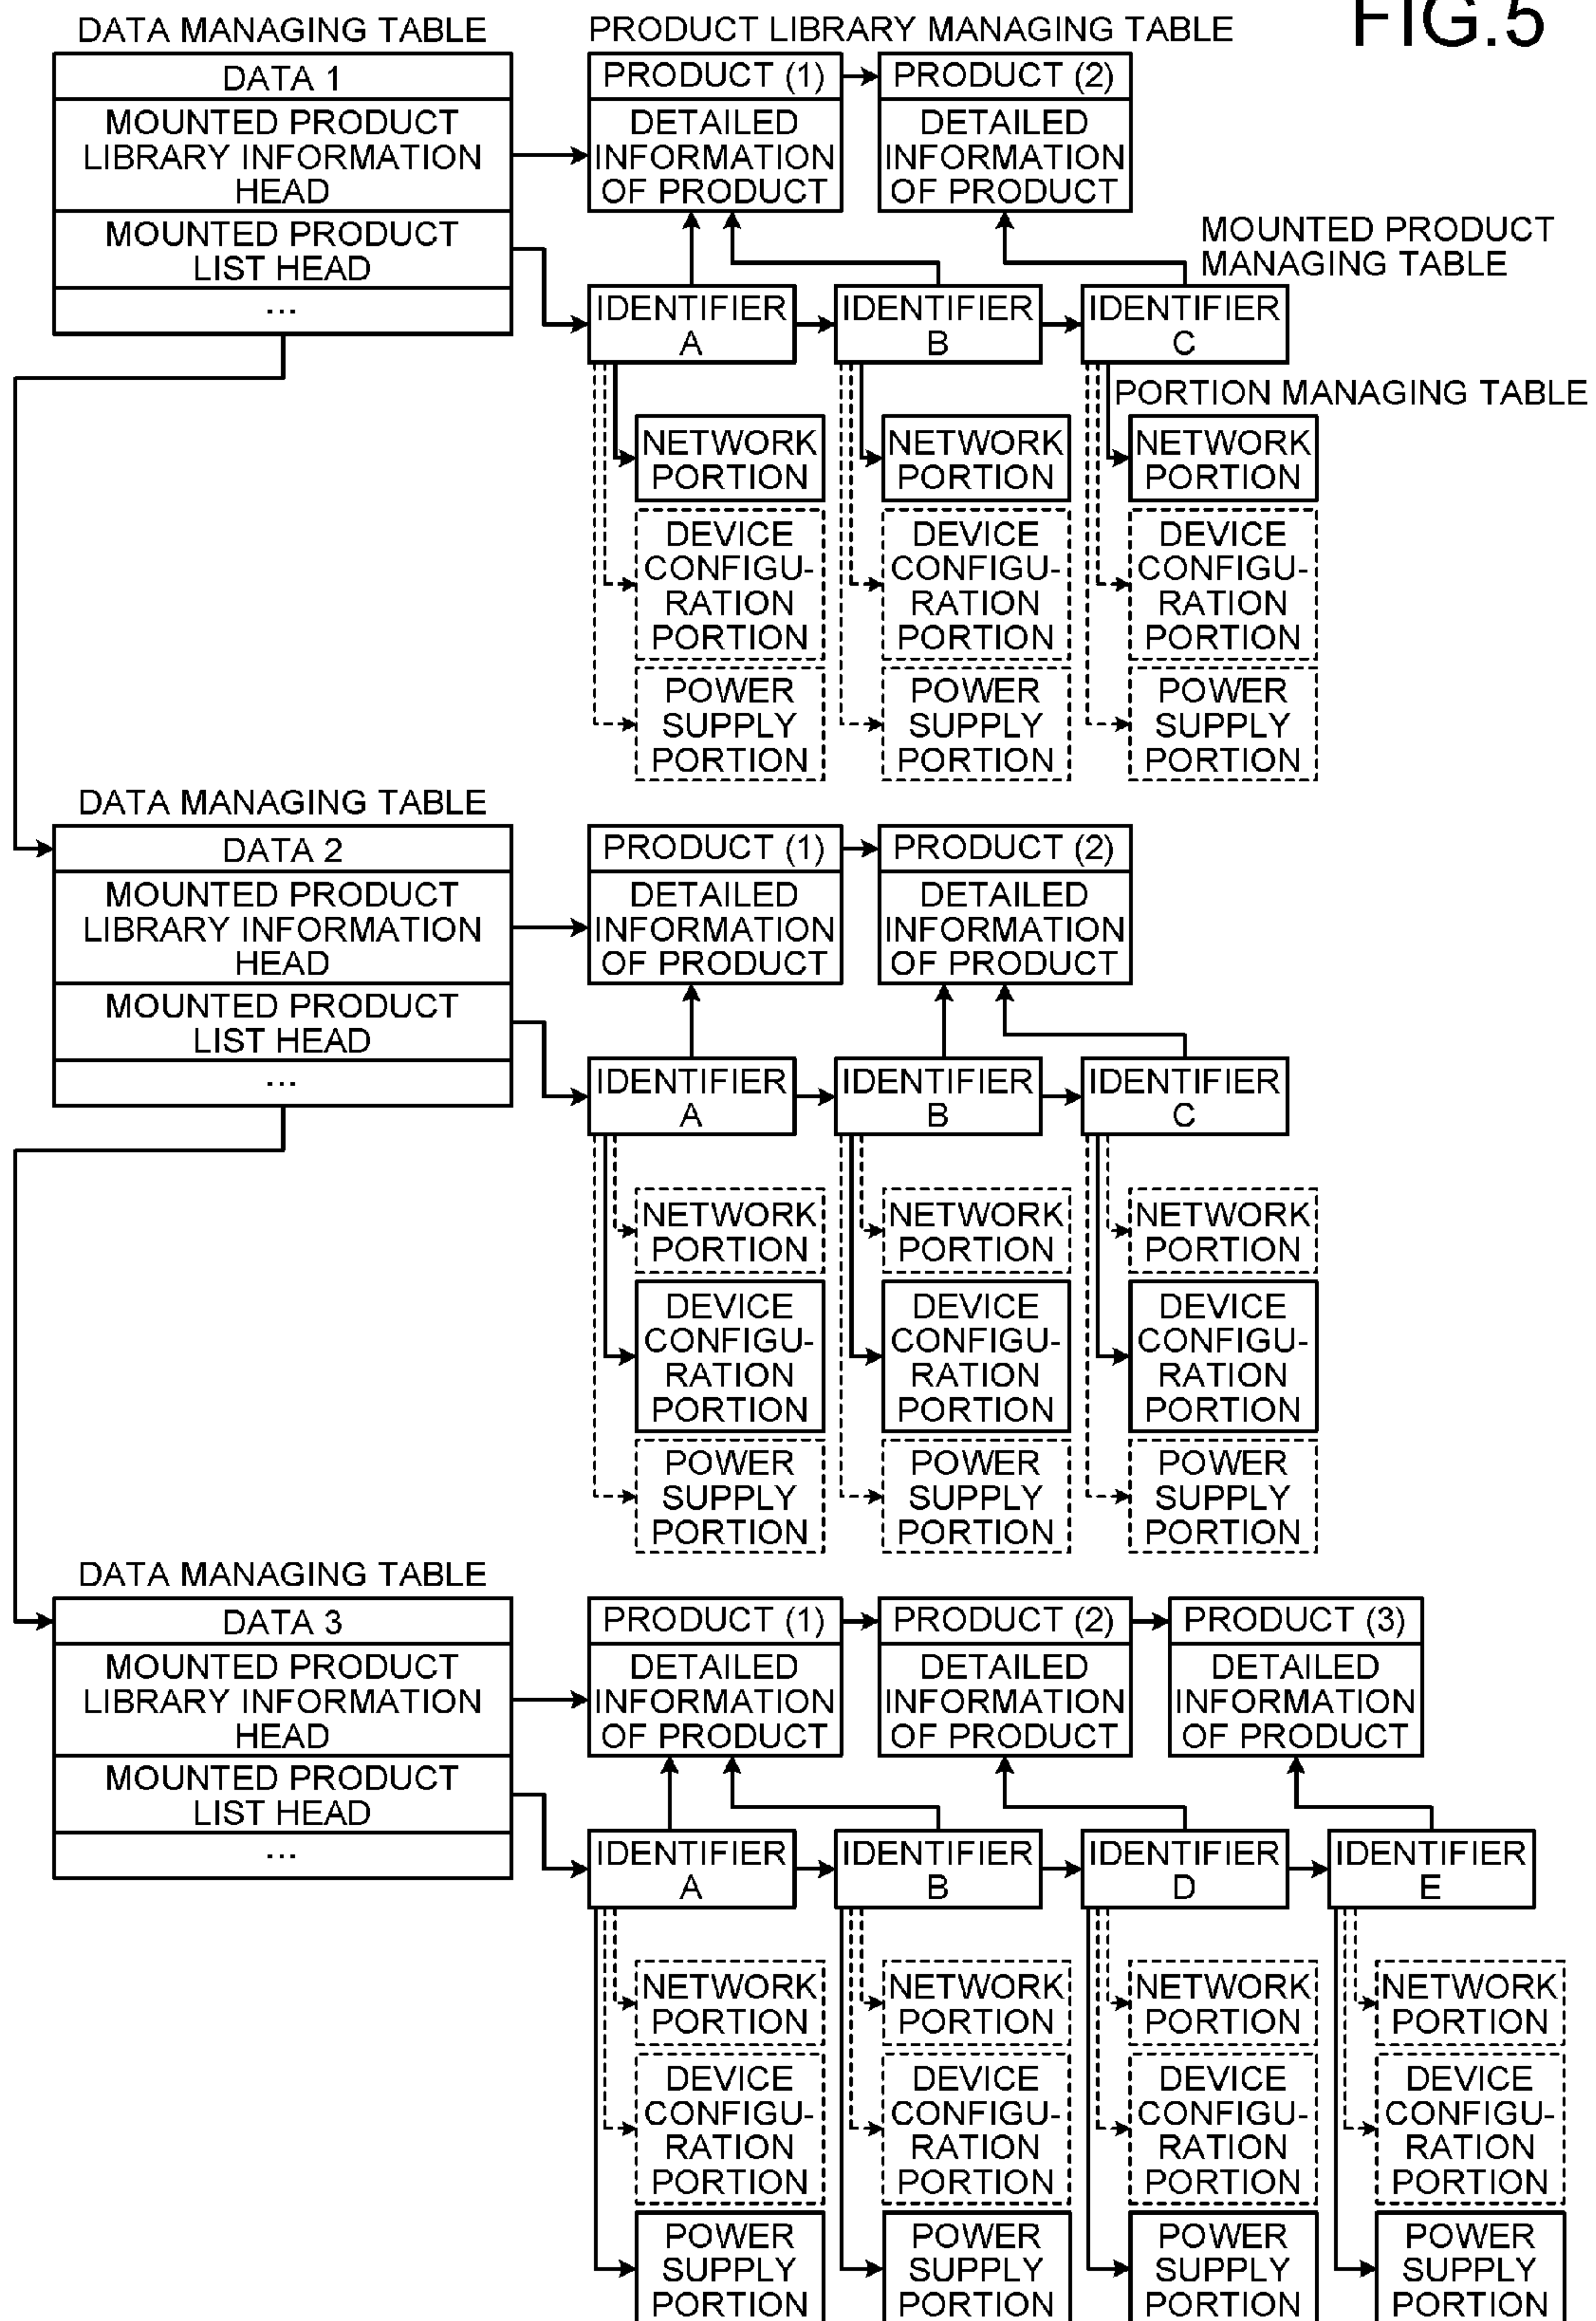 FIG.5
DATA MANAGING TABLE
DATA 1
MOUNTED PRODUCT
LIBRARY INFORMATION
HEAD
MOUNTED PRODUCT
LIST HEAD
...
PRODUCT LIBRARY MANAGING TABLE
PRODUCT (1)
DETAILED
INFORMATION
OF PRODUCT
PRODUCT (2)
DETAILED
INFORMATION
OF PRODUCT
MOUNTED PRODUCT
MANAGING TABLE
IDENTIFIER
A
IDENTIFIER
B
IDENTIFIER
C
PORTION MANAGING TABLE
NETWORK
PORTION
DEVICE
CONFIGU-
RATION
PORTION
POWER
SUPPLY
PORTION
NETWORK
PORTION
DEVICE
CONFIGU-
RATION
PORTION
POWER
SUPPLY
PORTION
NETWORK
PORTION
DEVICE
CONFIGU-
RATION
PORTION
POWER
SUPPLY
PORTION
DATA MANAGING TABLE
DATA 2
MOUNTED PRODUCT
LIBRARY INFORMATION
HEAD
MOUNTED PRODUCT
LIST HEAD
...
PRODUCT (1)
DETAILED
INFORMATION
OF PRODUCT
PRODUCT (2)
DETAILED
INFORMATION
OF PRODUCT
IDENTIFIER
A
IDENTIFIER
B
IDENTIFIER
C
NETWORK
PORTION
DEVICE
CONFIGU-
RATION
PORTION
POWER
SUPPLY
PORTION
NETWORK
PORTION
DEVICE
CONFIGU-
RATION
PORTION
POWER
SUPPLY
PORTION
NETWORK
PORTION
DEVICE
CONFIGU-
RATION
PORTION
POWER
SUPPLY
PORTION
DATA MANAGING TABLE
DATA 3
MOUNTED PRODUCT
LIBRARY INFORMATION
HEAD
MOUNTED PRODUCT
LIST HEAD
...
PRODUCT (1)
DETAILED
INFORMATION
OF PRODUCT
PRODUCT (2)
DETAILED
INFORMATION
OF PRODUCT
PRODUCT (3)
DETAILED
INFORMATION
OF PRODUCT
IDENTIFIER
A
IDENTIFIER
B
IDENTIFIER
D
IDENTIFIER
E
NETWORK
PORTION
DEVICE
CONFIGU-
RATION
PORTION
POWER
SUPPLY
PORTION
NETWORK
PORTION
DEVICE
CONFIGU-
RATION
PORTION
POWER
SUPPLY
PORTION
NETWORK
PORTION
DEVICE
CONFIGU-
RATION
PORTION
POWER
SUPPLY
PORTION
NETWORK
PORTION
DEVICE
CONFIGU-
RATION
PORTION
POWER
SUPPLY
PORTION